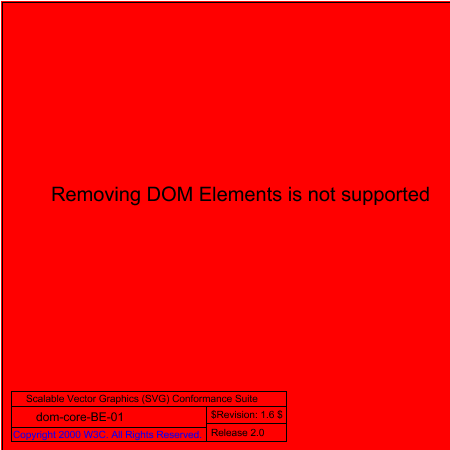 Removing DOM Elements is not supported
Scalable Vector Graphics (SVG) Conformance Suite
dom-core-BE-01
$Revision: 1.6 $
Copyright 2000 W3C. All Rights Reserved.
Release 2.0